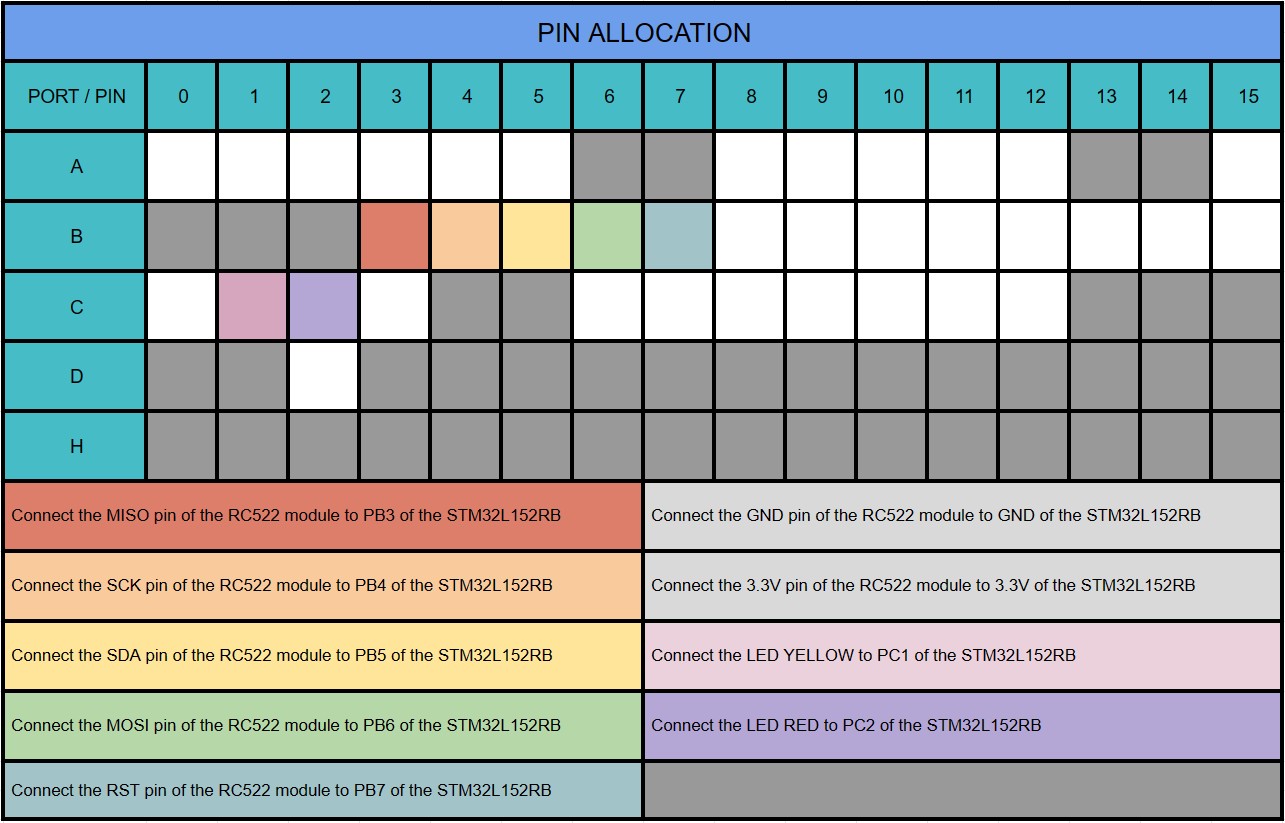 PIN ALLOCATION
PORT / PIN 0 1 2 3 4 5 6 7 8 9 10 11 12 13 14 15
A
B
C
D
H
Connect the MISO pin of the RC522 module to PB3 of the STM32L152RB
Connect the GND pin of the RC522 module to GND of the STM32L152RB
Connect the SCK pin of the RC522 module to PB4 of the STM32L152RB
Connect the 3.3V pin of the RC522 module to 3.3V of the STM32L152RB
Connect the SDA pin of the RC522 module to PB5 of the STM32L152RB
Connect the LED YELLOW to PC1 of the STM32L152RB
Connect the MOSI pin of the RC522 module to PB6 of the STM32L152RB
Connect the LED RED to PC2 of the STM32L152RB
Connect the RST pin of the RC522 module to PB7 of the STM32L152RB